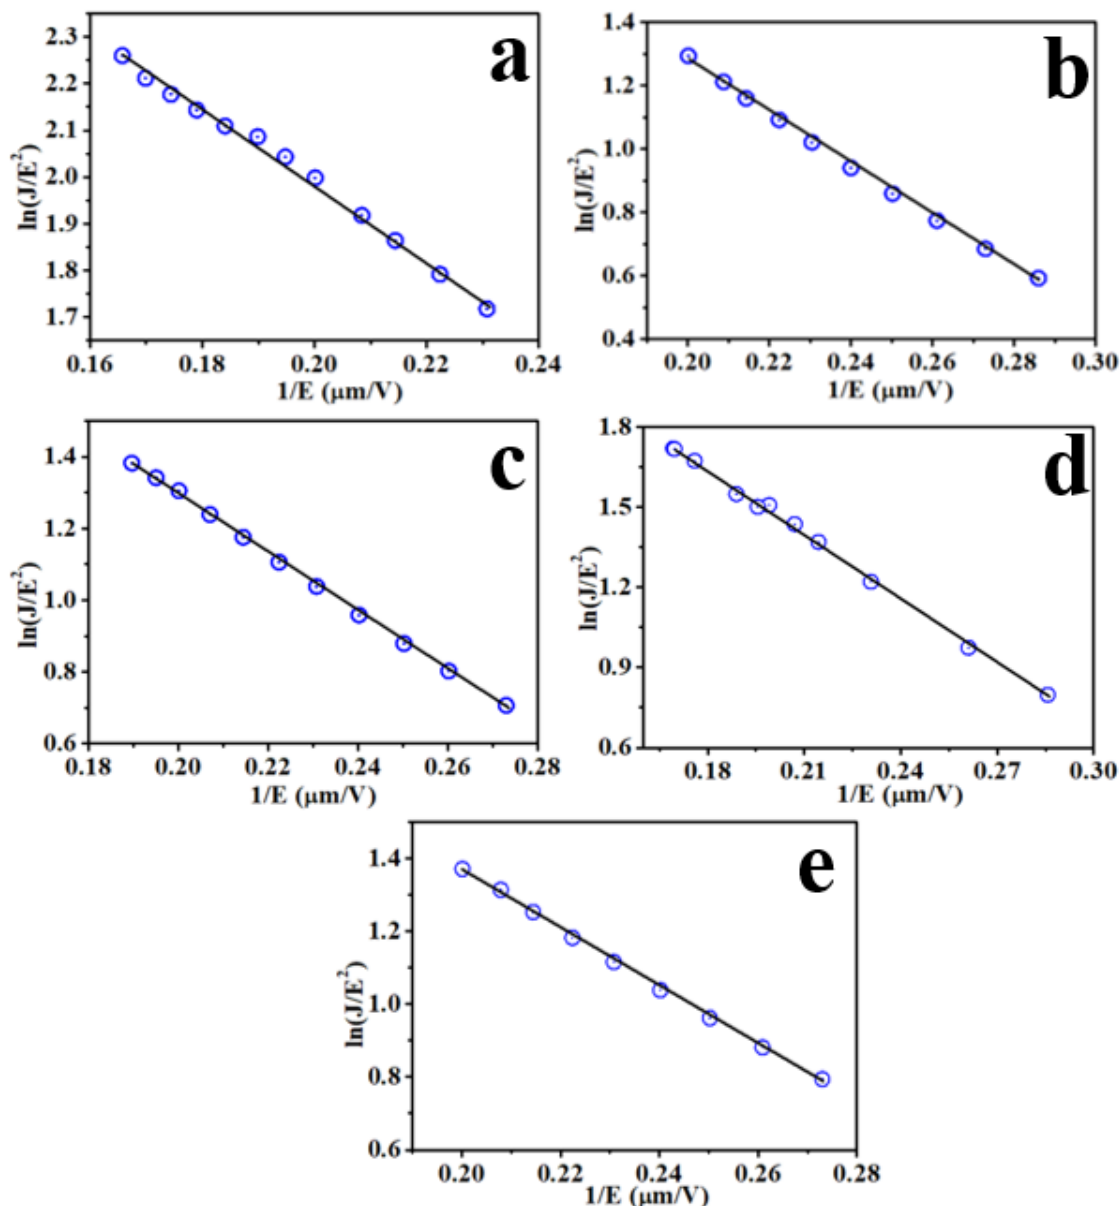 a
ln(J/E²)
2.3
2.2
2.1
2.0
1.9
1.8
1.7
0.16 0.18 0.20 0.22 0.24
1/E (μm/V)
b
ln(J/E²)
1.4
1.2
1.0
0.8
0.6
0.4
0.20 0.22 0.24 0.26 0.28 0.30
1/E (μm/V)
c
ln(J/E²)
1.4
1.2
1.0
0.8
0.6
0.18 0.20 0.22 0.24 0.26 0.28
1/E (μm/V)
d
ln(J/E²)
1.8
1.5
1.2
0.9
0.6
0.18 0.21 0.24 0.27 0.30
1/E (μm/V)
e
ln(J/E²)
1.4
1.2
1.0
0.8
0.6
0.20 0.22 0.24 0.26 0.28
1/E (μm/V)